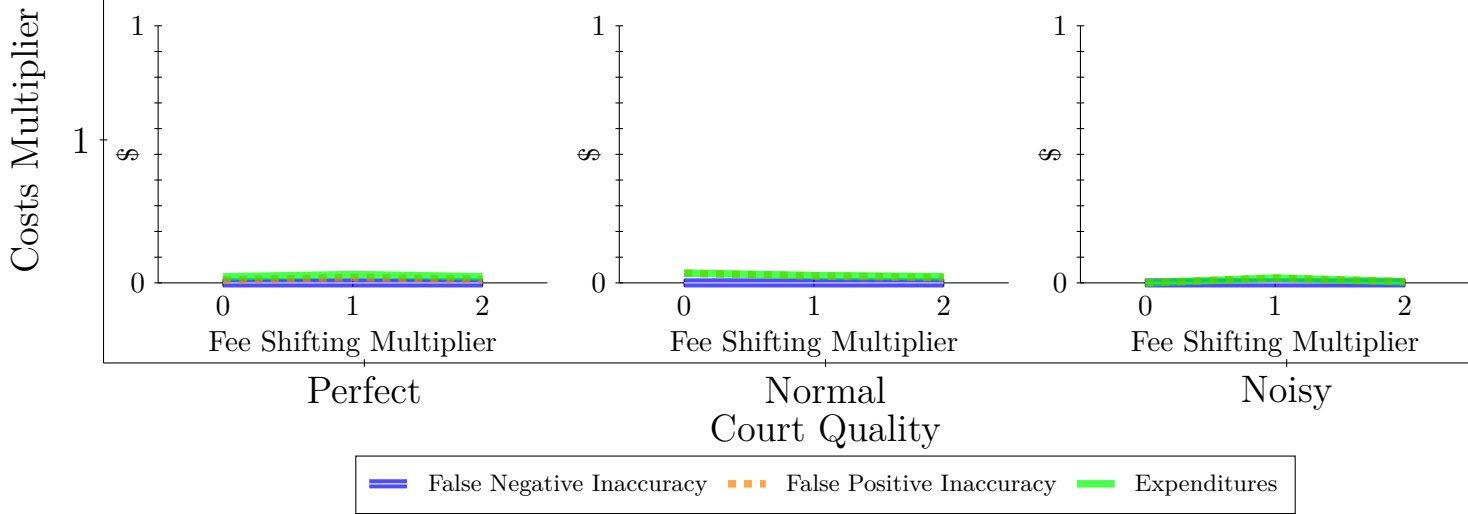 Costs Multiplier
1
1
$
0
0 1 2
Fee Shifting Multiplier
1
$
0
0 1 2
Fee Shifting Multiplier
1
$
0
0 1 2
Fee Shifting Multiplier
Perfect Normal Noisy
Court Quality
False Negative Inaccuracy False Positive Inaccuracy Expenditures